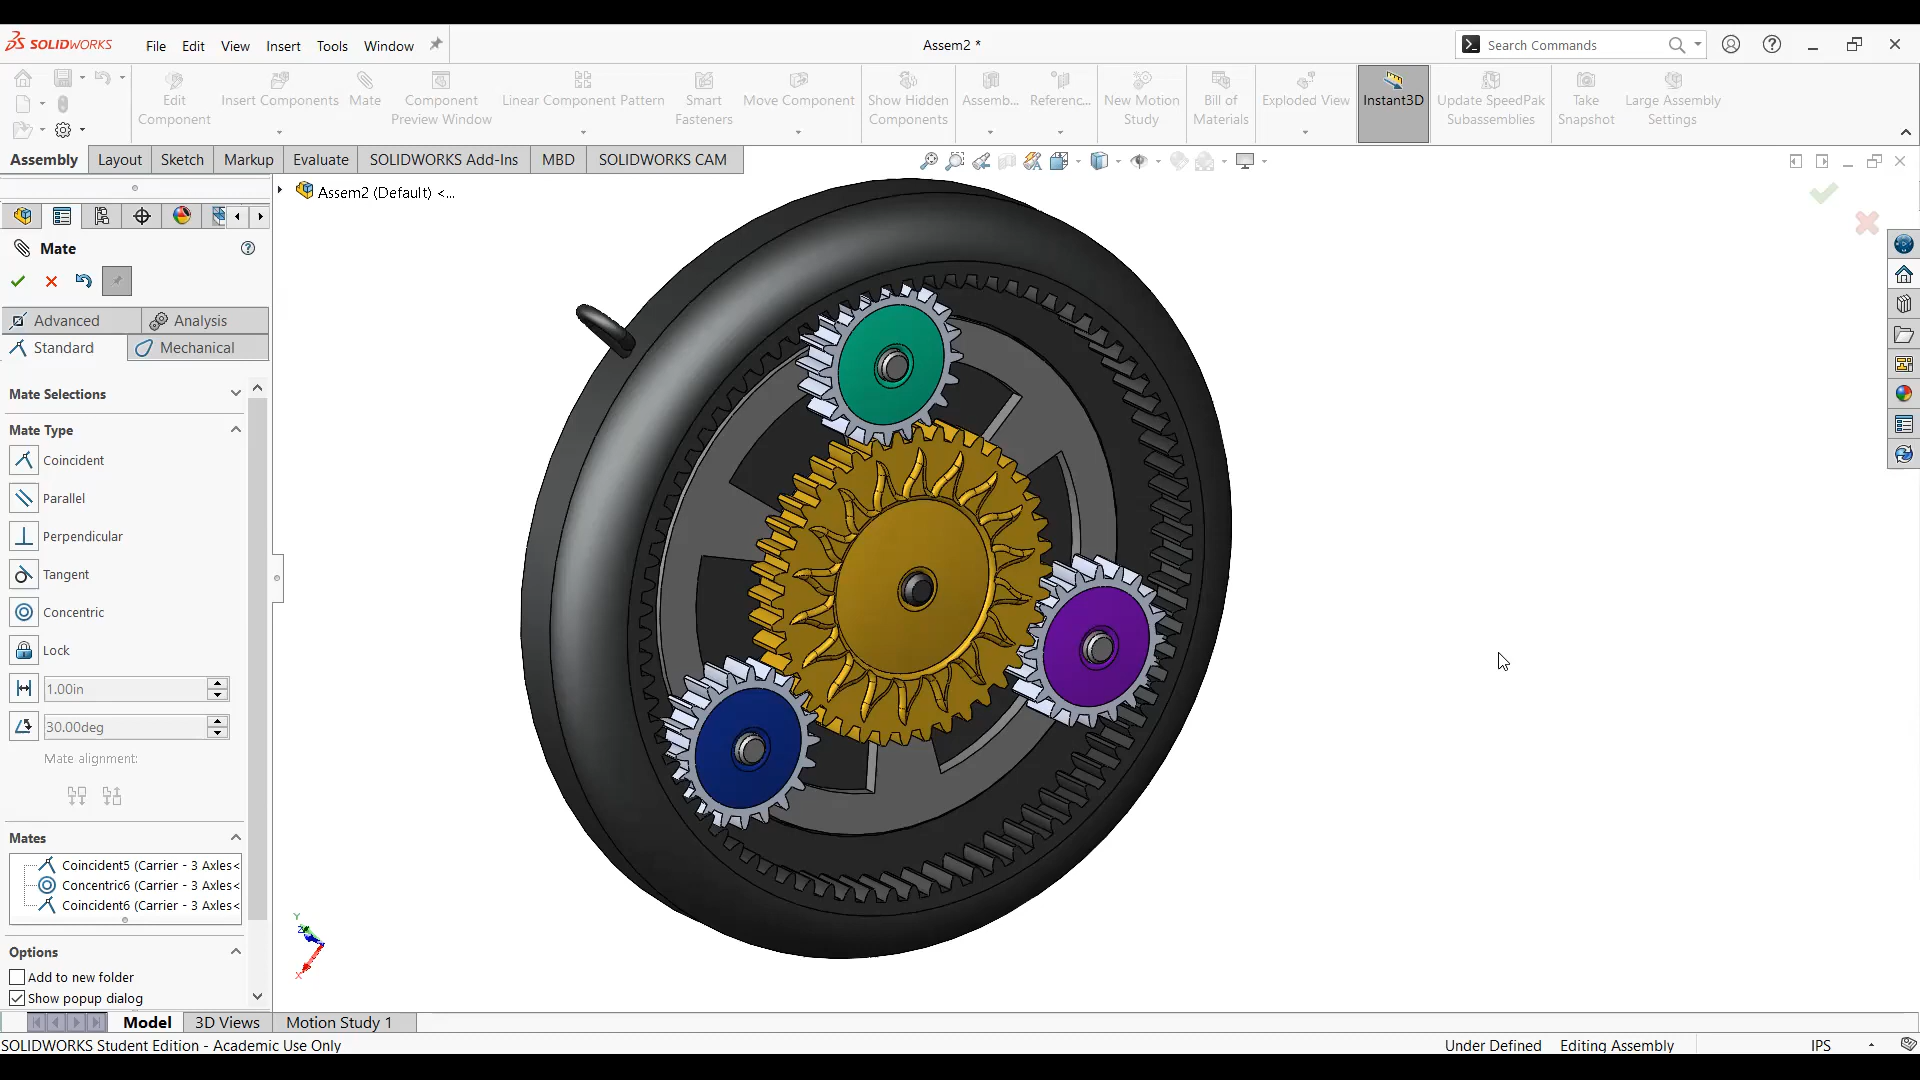 SOLIDWORKS
File Edit View Insert Tools Window
Assem2 *
Search Commands
Edit Component
Insert Components
Mate
Component Preview Window
Linear Component Pattern
Smart Fasteners
Move Component
Show Hidden Components
Assemb...
Referenc...
New Motion Study
Bill of Materials
Exploded View
Instant3D
Update SpeedPak Subassemblies
Take Snapshot
Large Assembly Settings
Assembly Layout Sketch Markup Evaluate SOLIDWORKS Add-Ins MBD SOLIDWORKS CAM
Assem2 (Default) <...
Mate
Advanced Analysis
Standard Mechanical
Mate Selections
Mate Type
Coincident
Parallel
Perpendicular
Tangent
Concentric
Lock
1.00in
30.00deg
Mate alignment:
Mates
Coincident5 (Carrier - 3 Axles<
Concentric6 (Carrier - 3 Axles<
Coincident6 (Carrier - 3 Axles<
Options
Add to new folder
Show popup dialog
Y
Z
X
Model 3D Views Motion Study 1
SOLIDWORKS Student Edition - Academic Use Only
Under Defined Editing Assembly IPS